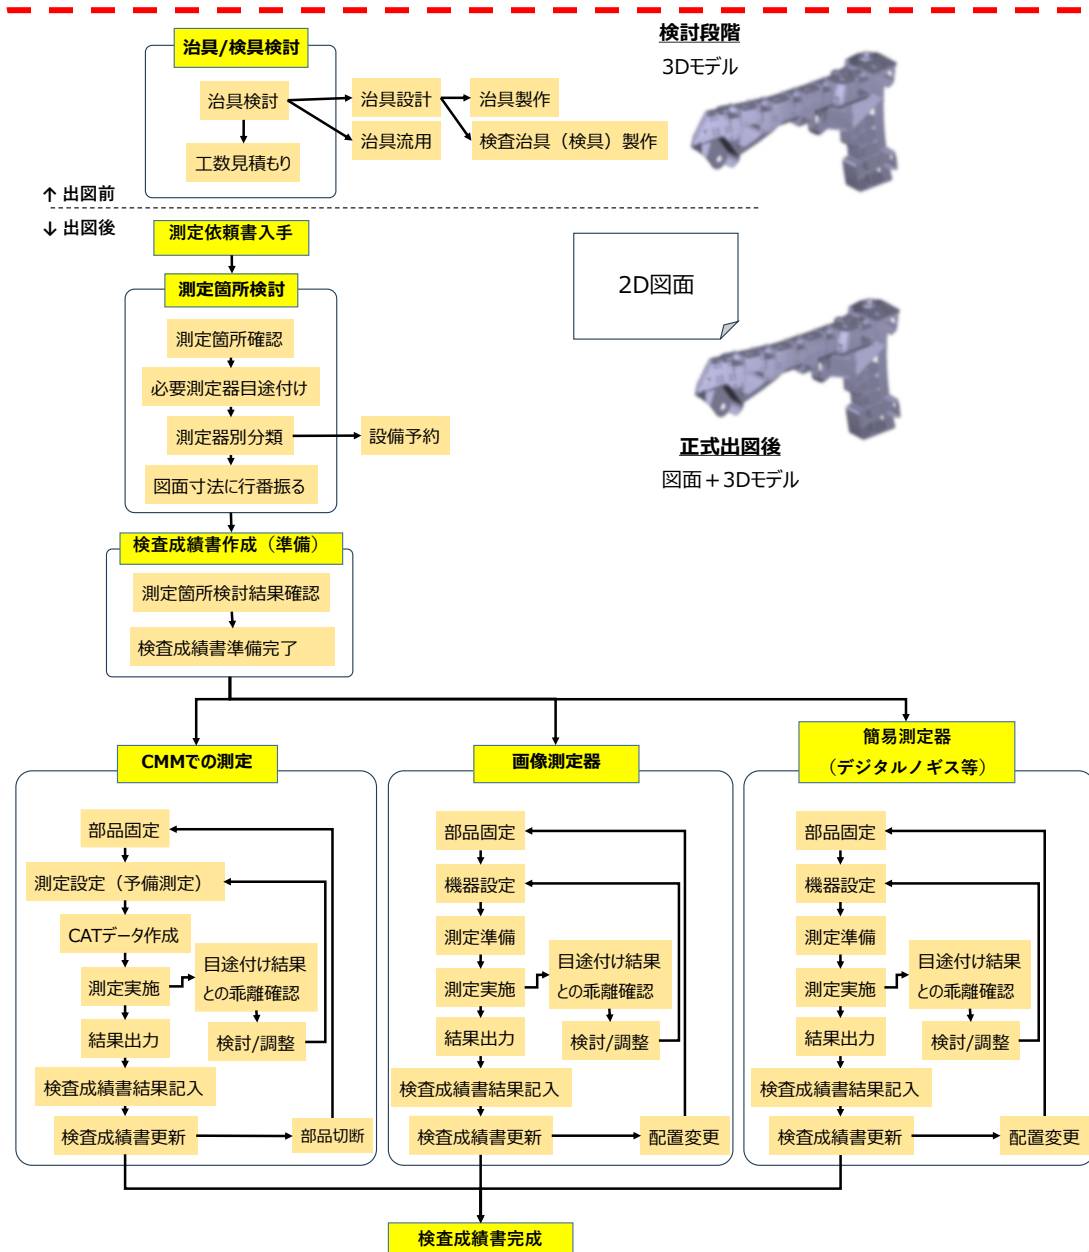 治具/検具検討
治具検討
治具設計
治具製作
治具流用
検査治具（検具）製作
工数見積もり
検討段階
3Dモデル
↑ 出図前
↓ 出図後
測定依頼書入手
測定箇所検討
測定箇所確認
必要測定器目途付け
測定器別分類
設備予約
図面寸法に行番振る
2D図面
正式出図後
図面＋3Dモデル
検査成績書作成（準備）
測定箇所検討結果確認
検査成績書準備完了
CMMでの測定
部品固定
測定設定（予備測定）
CATデータ作成
測定実施
目途付け結果
との乖離確認
結果出力
検討/調整
検査成績書結果記入
検査成績書更新
部品切断
画像測定器
部品固定
機器設定
測定準備
測定実施
目途付け結果
との乖離確認
結果出力
検討/調整
検査成績書結果記入
検査成績書更新
配置変更
簡易測定器
（デジタルノギス等）
部品固定
機器設定
測定準備
測定実施
目途付け結果
との乖離確認
結果出力
検討/調整
検査成績書結果記入
検査成績書更新
配置変更
検査成績書完成